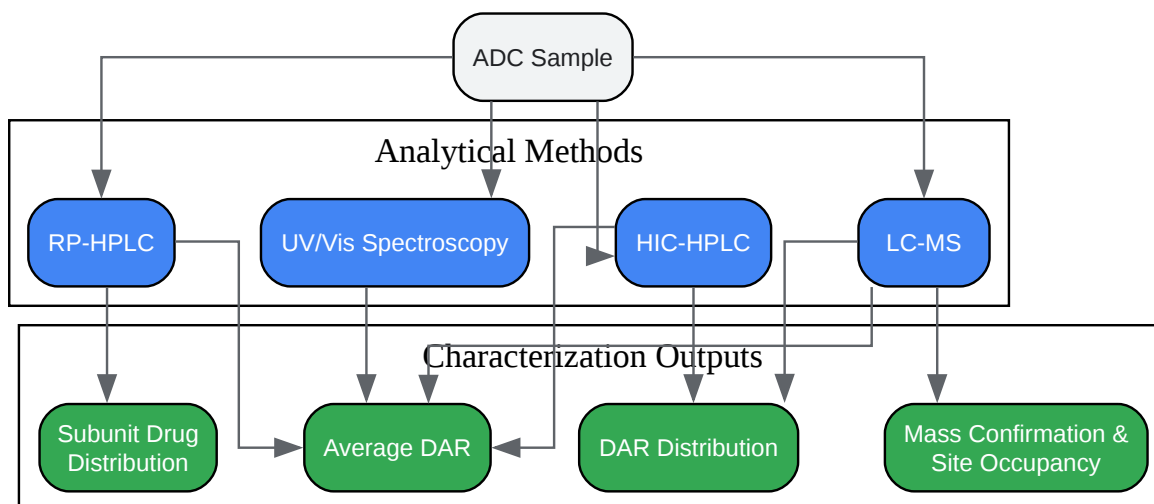 ADC Sample
Analytical Methods
RP-HPLC
UV/Vis Spectroscopy
HIC-HPLC
LC-MS
Characterization Outputs
Subunit Drug
Distribution
Average DAR
DAR Distribution
Mass Confirmation &
Site Occupancy